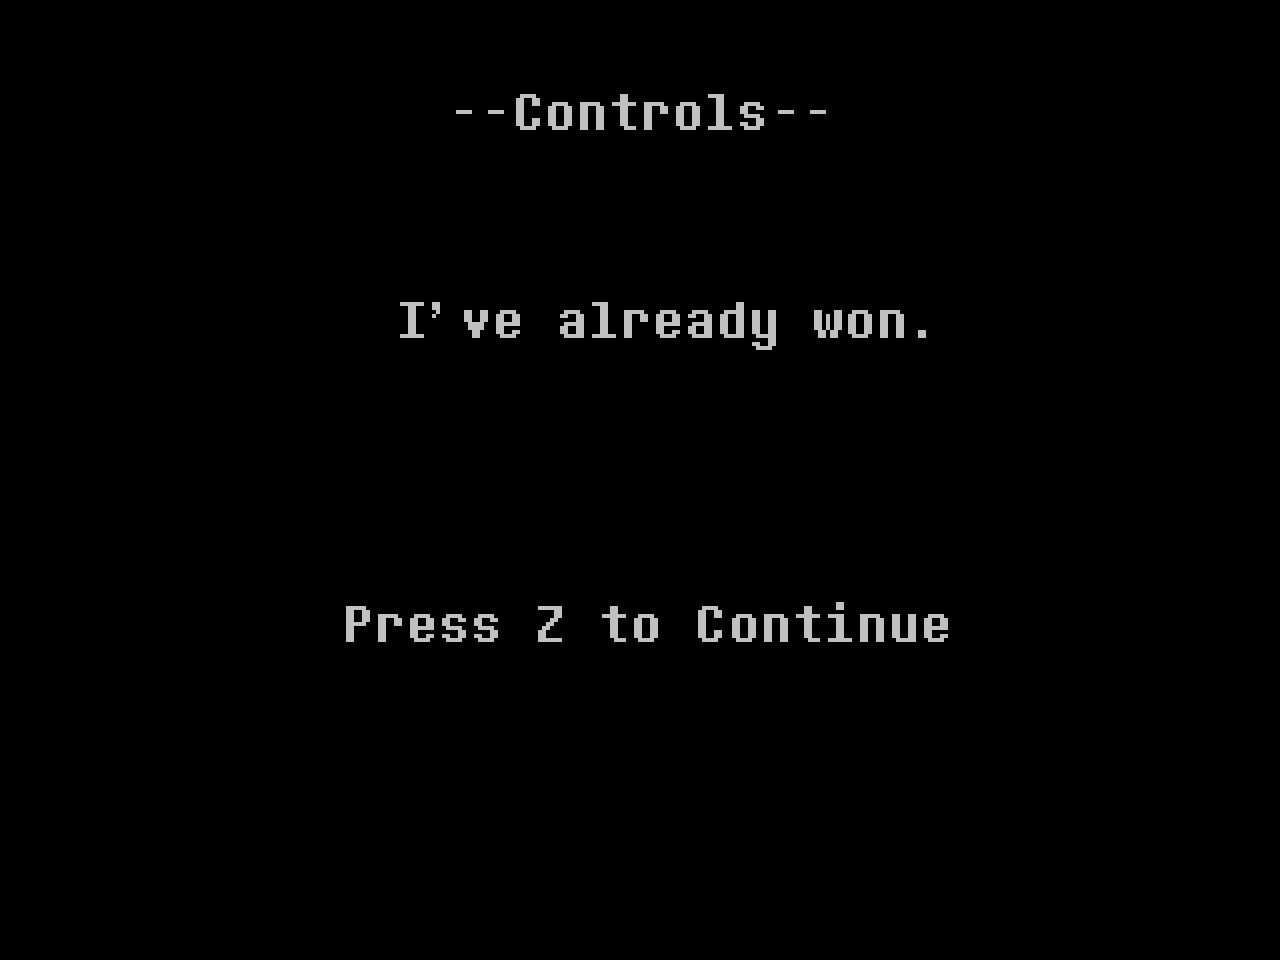 --Controls--
I've already won.
Press Z to Continue